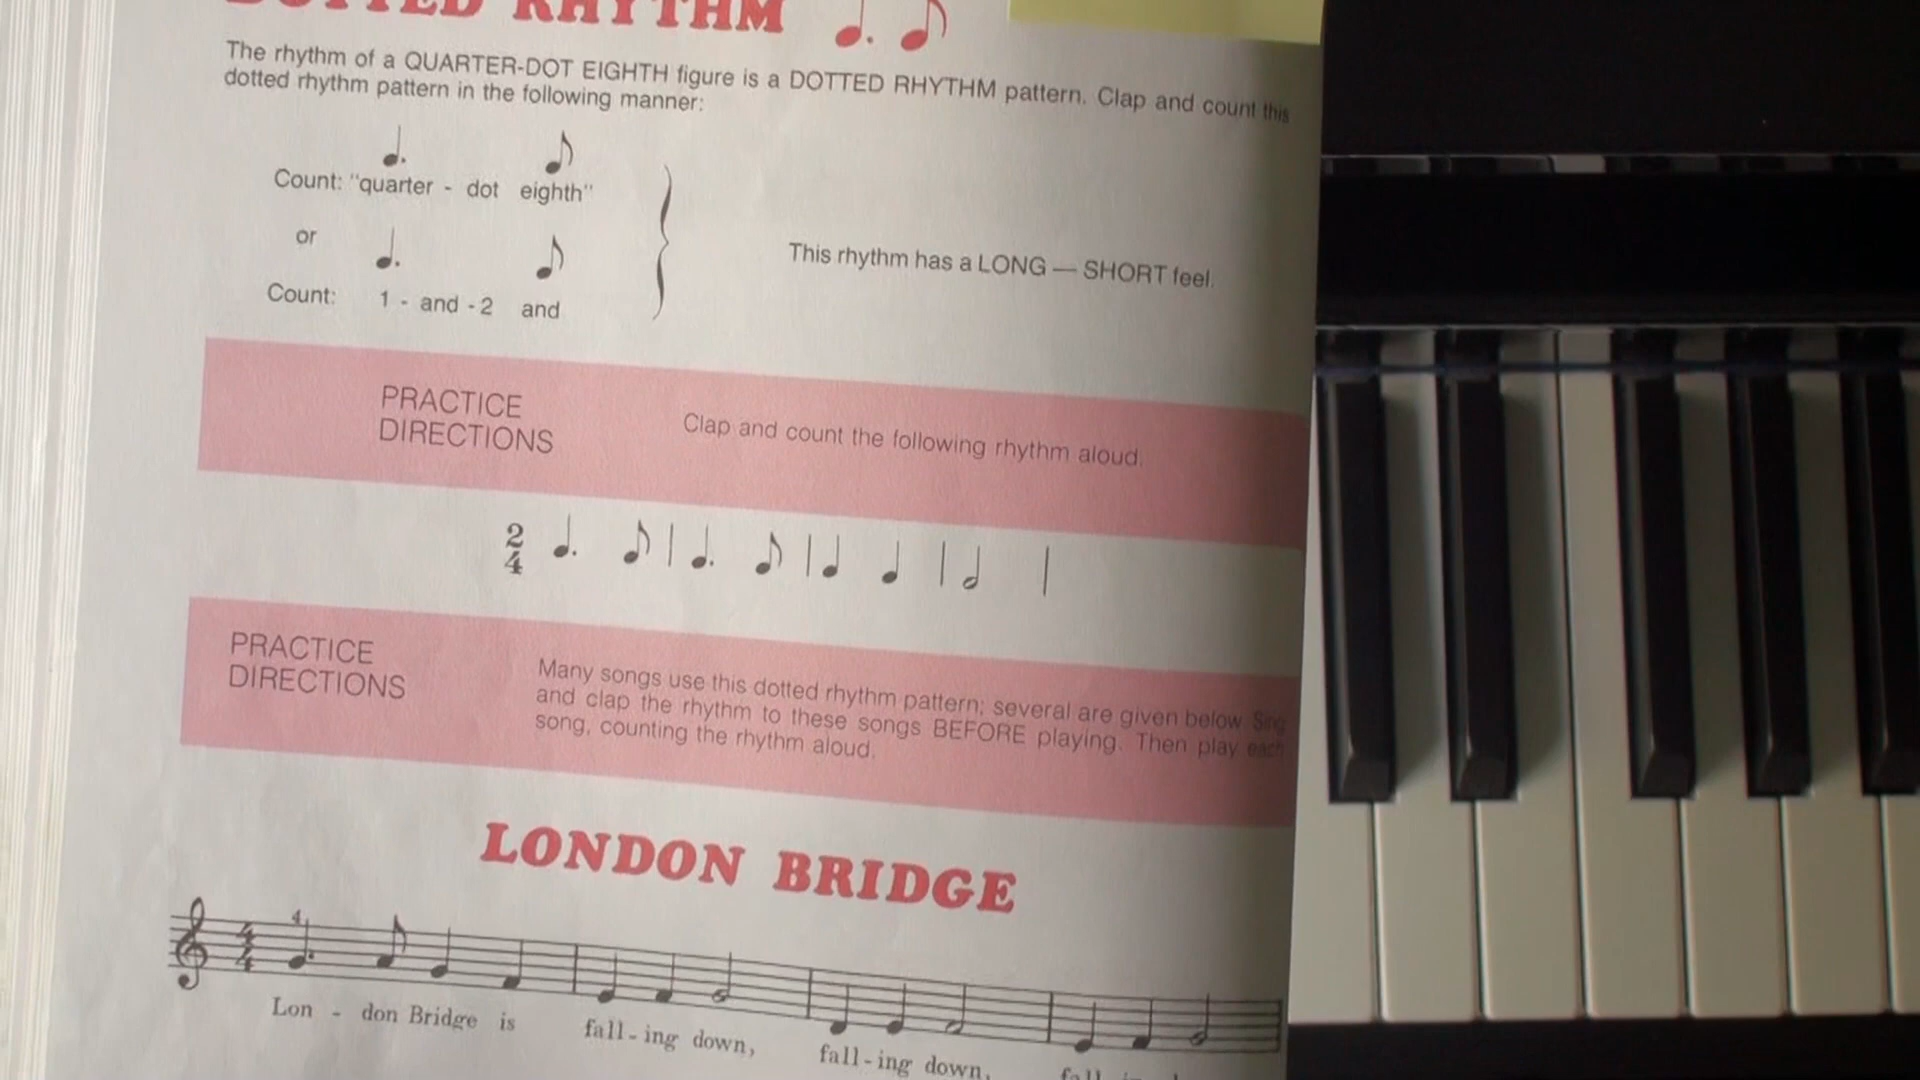 DOTTED RHYTHM
The rhythm of a QUARTER-DOT EIGHTH figure is a DOTTED RHYTHM pattern. Clap and count this
dotted rhythm pattern in the following manner:
Count: "quarter - dot eighth"
or
This rhythm has a LONG — SHORT feel.
Count: 1 - and - 2 and
PRACTICE
DIRECTIONS
Clap and count the following rhythm aloud.
2
4
PRACTICE
DIRECTIONS
Many songs use this dotted rhythm pattern; several are given below. Sing
and clap the rhythm to these songs BEFORE playing. Then play each
song, counting the rhythm aloud.
LONDON BRIDGE
4
4
4
Lon - don Bridge is fall - ing down, fall - ing down,